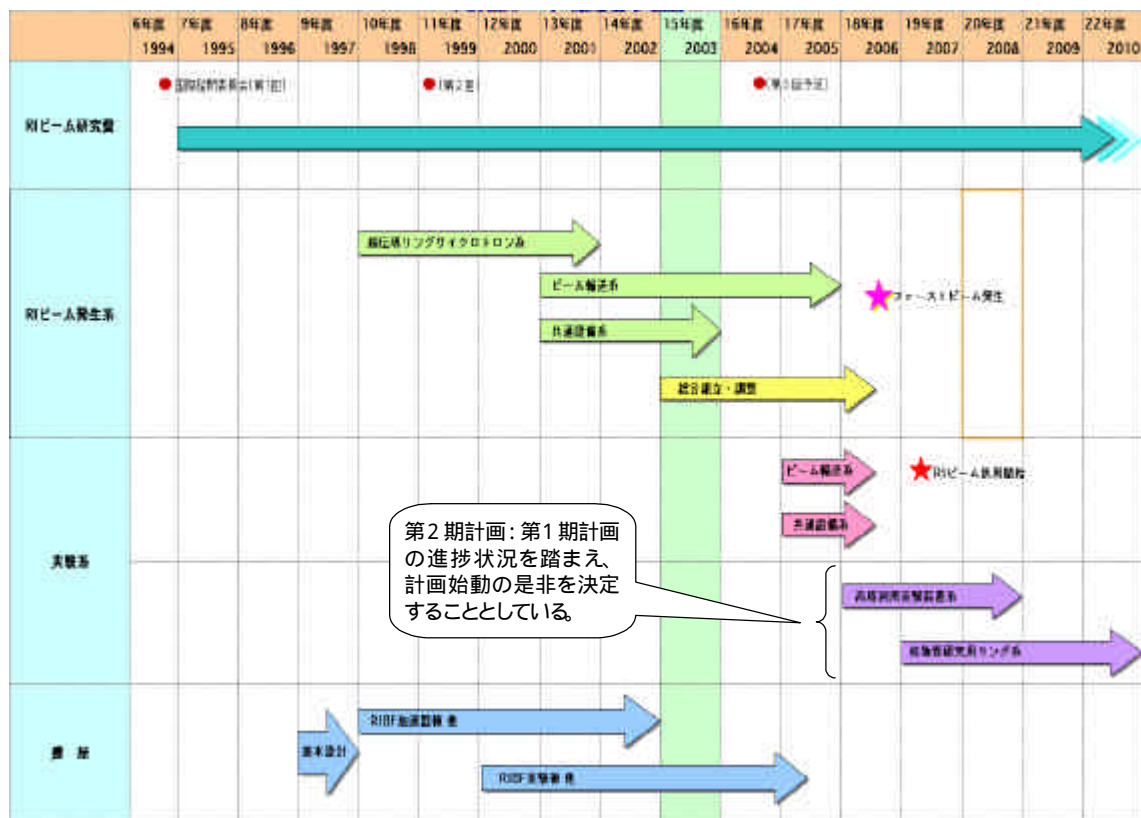 6年度 7年度 8年度 9年度 10年度 11年度 12年度 13年度 14年度 15年度 16年度 17年度 18年度 19年度 20年度 21年度 22年度
1994 1995 1996 1997 1998 1999 2000 2001 2002 2003 2004 2005 2006 2007 2008 2009 2010
(第2回)
(第3回予定)
RIビーム研究費
超伝導リングサイクロトロン系
ビーム輸送系
RIビーム発生系
ファーストビーム発生
共通設備系
総合組立・調整
ビーム輸送系
RIビーム供用開始
共通設備系
第2期計画：第1期計画
の進捗状況を踏まえ、
計画始動の是非を決定
することとしている。
実験系
RIBF加速器棟 他
基本設計
RIBF実験棟 他